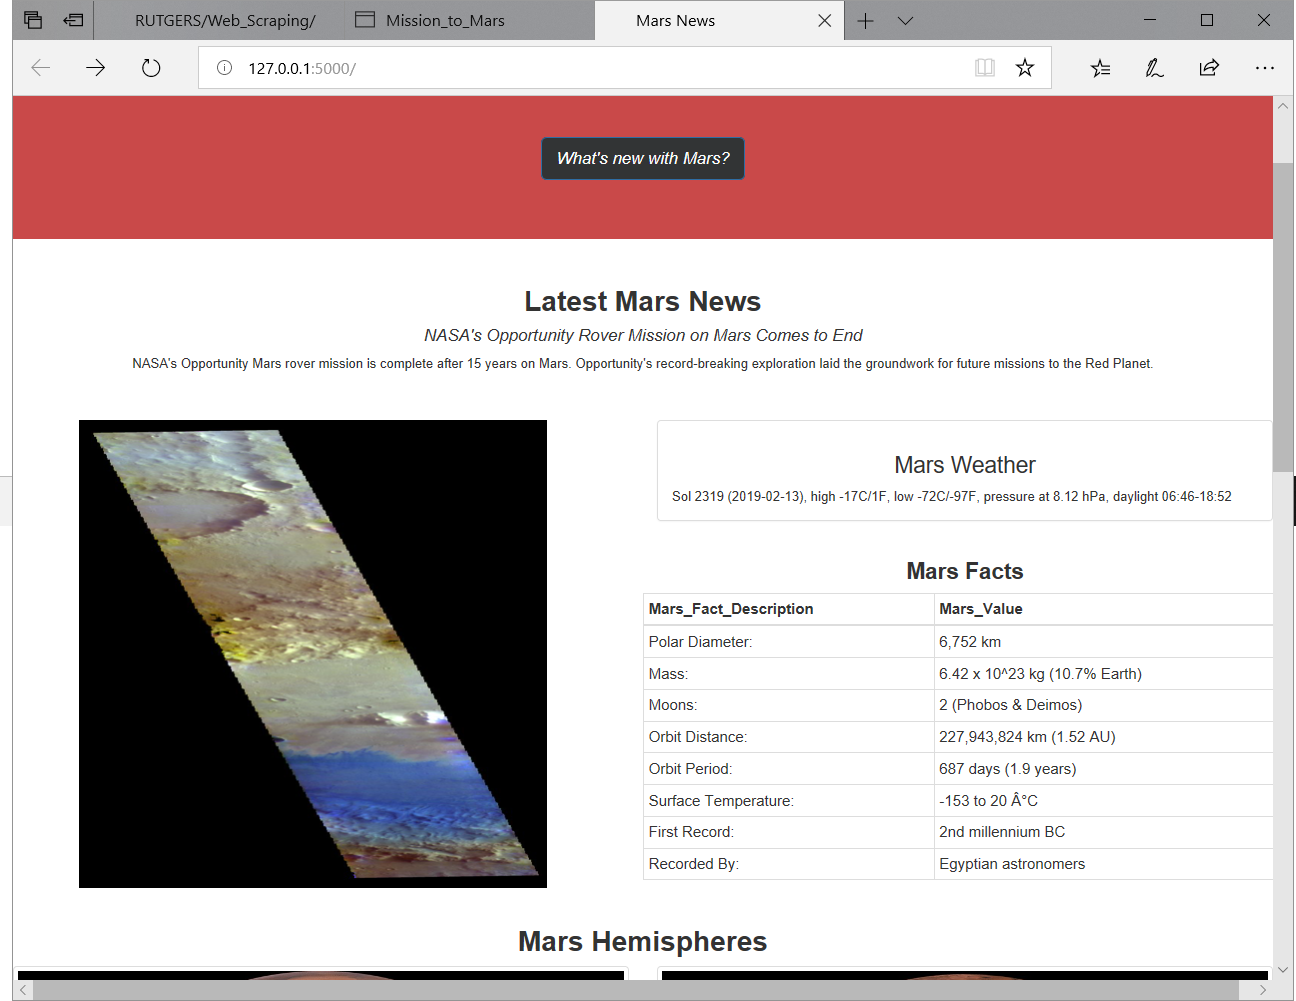 RUTGERS/Web_Scraping/ Mission_to_Mars Mars News
127.0.0.1:5000/
What's new with Mars?
Latest Mars News
NASA's Opportunity Rover Mission on Mars Comes to End
NASA's Opportunity Mars rover mission is complete after 15 years on Mars. Opportunity's record-breaking exploration laid the groundwork for future missions to the Red Planet.
Mars Weather
Sol 2319 (2019-02-13), high -17C/1F, low -72C/-97F, pressure at 8.12 hPa, daylight 06:46-18:52
Mars Facts
Mars_Fact_Description Mars_Value
Polar Diameter: 6,752 km
Mass: 6.42 x 10^23 kg (10.7% Earth)
Moons: 2 (Phobos & Deimos)
Orbit Distance: 227,943,824 km (1.52 AU)
Orbit Period: 687 days (1.9 years)
Surface Temperature: -153 to 20 Â°C
First Record: 2nd millennium BC
Recorded By: Egyptian astronomers
Mars Hemispheres